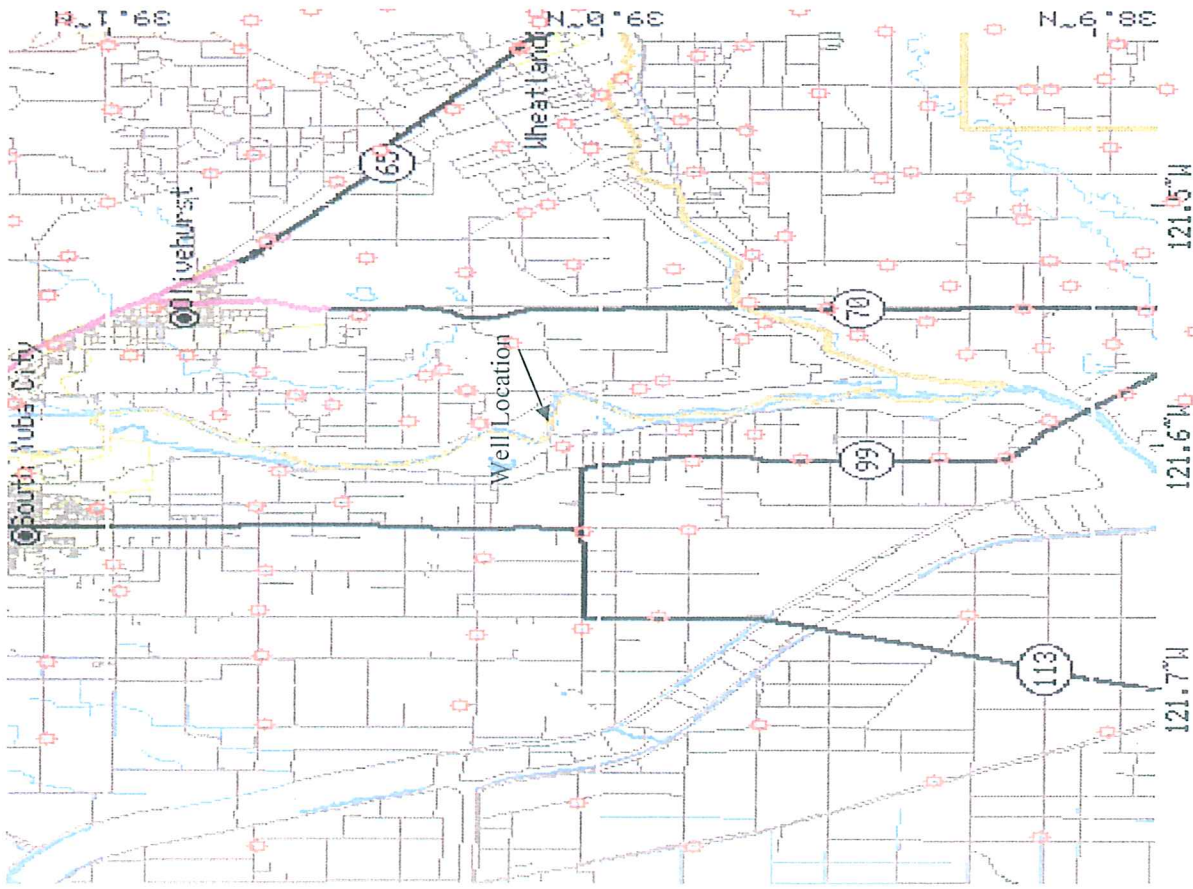 39.1°N
39.0°N
38.9°N
South Yuba City
Olivehurst
Wheatland
65
70
Well Location
99
113
121.5°W
121.6°W
121.7°W